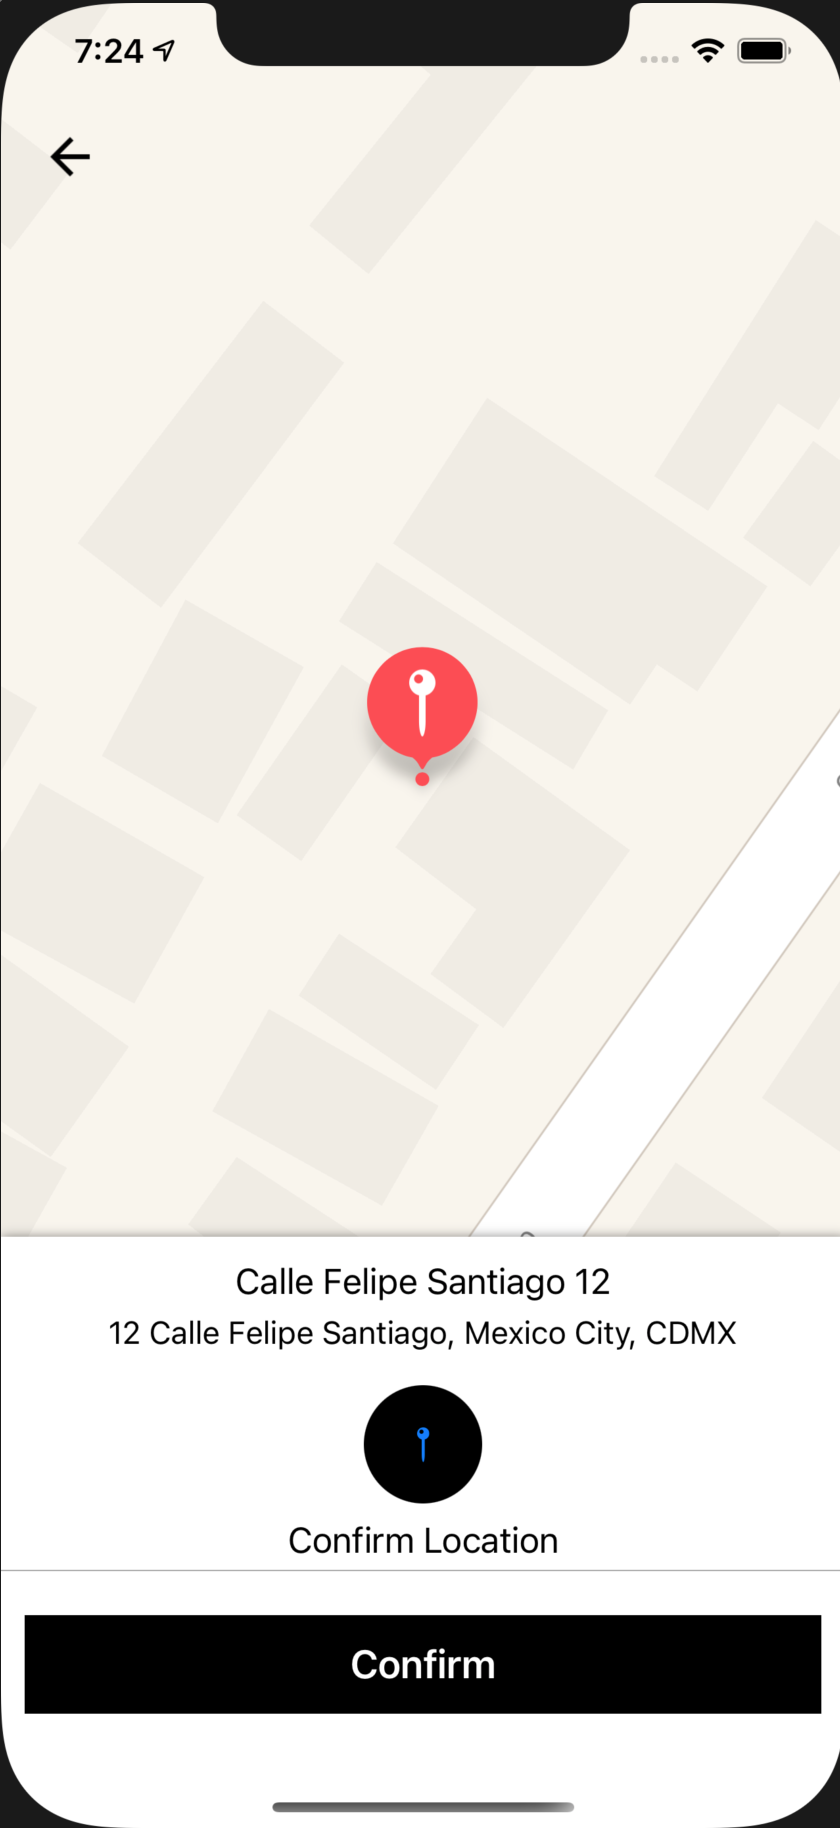 7:24
Calle Felipe Santiago 12
12 Calle Felipe Santiago, Mexico City, CDMX
Confirm Location
Confirm